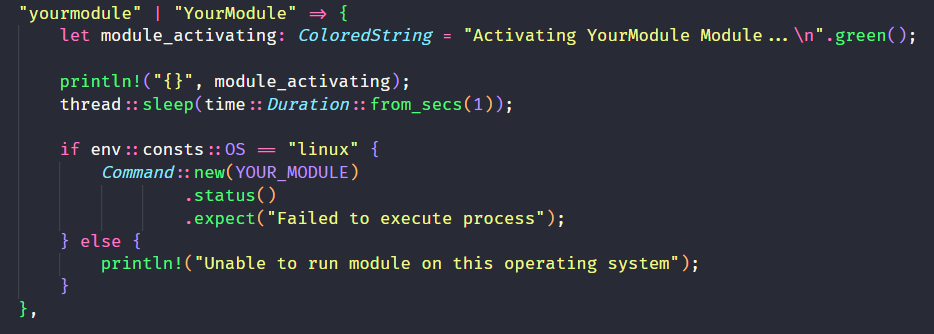 "yourmodule" | "YourModule" => {
    let module_activating: ColoredString = "Activating YourModule Module...\n".green();

    println!("{}", module_activating);
    thread::sleep(time::Duration::from_secs(1));

    if env::consts::OS == "linux" {
        Command::new(YOUR_MODULE)
                .status()
                .expect("Failed to execute process");
    } else {
        println!("Unable to run module on this operating system");
    }
},